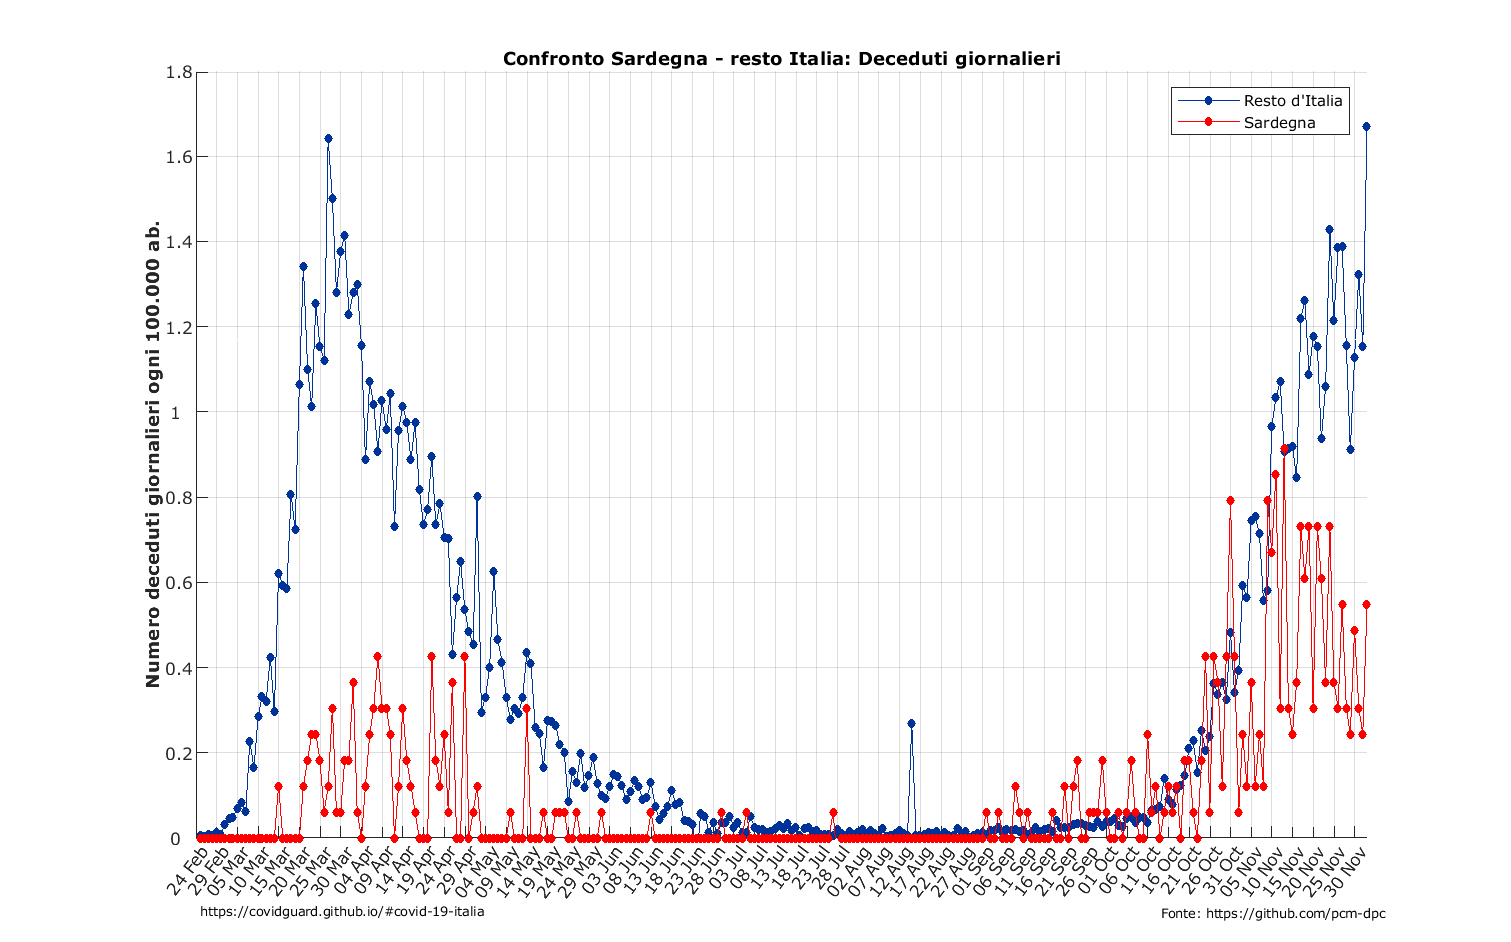 Confronto Sardegna - resto Italia: Deceduti giornalieri
Resto d'Italia
Sardegna
Numero deceduti giornalieri ogni 100.000 ab.
1.8
1.6
1.4
1.2
1
0.8
0.6
0.4
0.2
0
24 Feb
29 Feb
05 Mar
10 Mar
15 Mar
20 Mar
25 Mar
30 Mar
04 Apr
09 Apr
14 Apr
19 Apr
24 Apr
29 Apr
04 May
09 May
14 May
19 May
24 May
29 May
03 Jun
08 Jun
13 Jun
18 Jun
23 Jun
28 Jun
03 Jul
08 Jul
13 Jul
18 Jul
23 Jul
28 Jul
02 Aug
07 Aug
12 Aug
17 Aug
22 Aug
27 Aug
01 Sep
06 Sep
11 Sep
16 Sep
21 Sep
26 Sep
01 Oct
06 Oct
11 Oct
16 Oct
21 Oct
26 Oct
31 Oct
05 Nov
10 Nov
15 Nov
20 Nov
25 Nov
30 Nov
https://covidguard.github.io/#covid-19-italia
Fonte: https://github.com/pcm-dpc